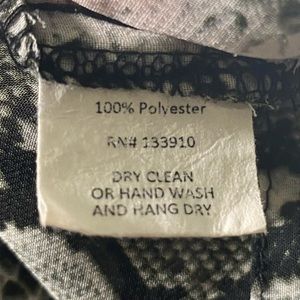 100% Polyester
RN# 133910
DRY CLEAN
OR HAND WASH
AND HANG DRY